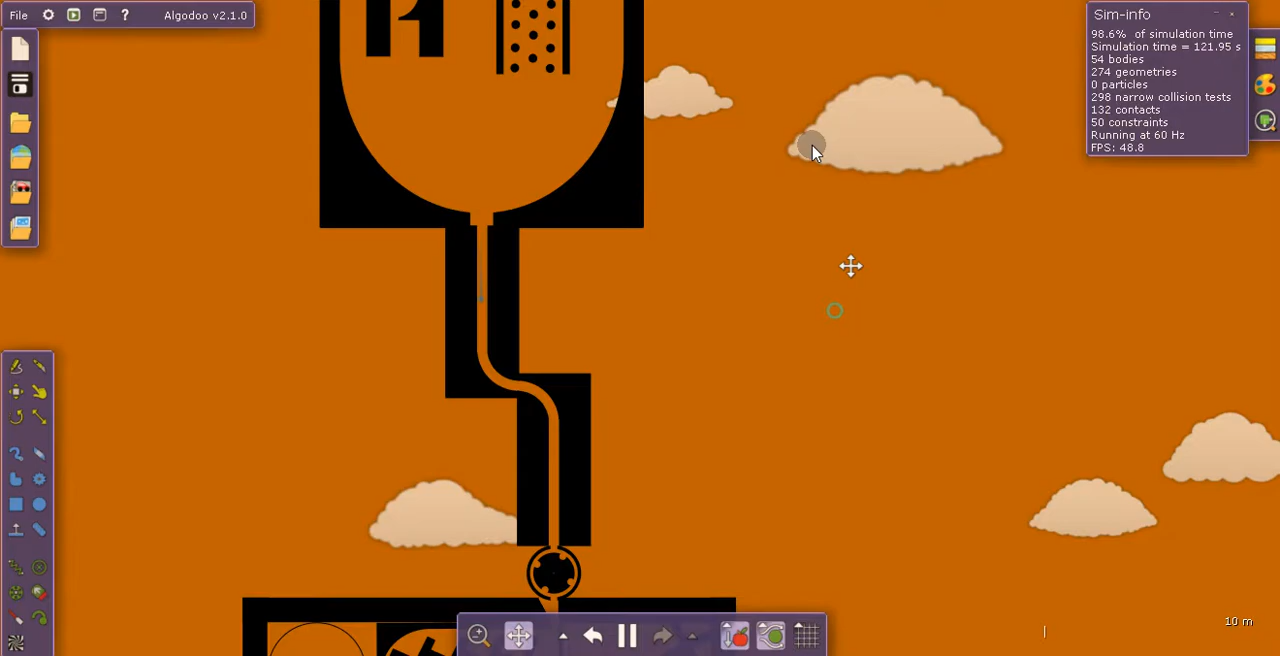 File ? Algodoo v2.1.0
Sim-info
98.6% of simulation time
Simulation time = 121.95 s
54 bodies
274 geometries
0 particles
298 narrow collision tests
132 contacts
50 constraints
Running at 60 Hz
FPS: 48.8
10 m